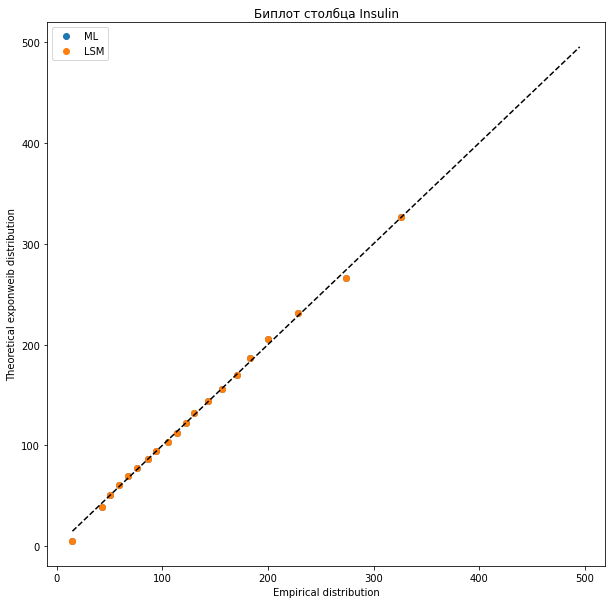 Биплот столбца Insulin
ML
LSM
Theoretical exponweib distribution
500
400
300
200
100
0
0 100 200 300 400 500
Empirical distribution